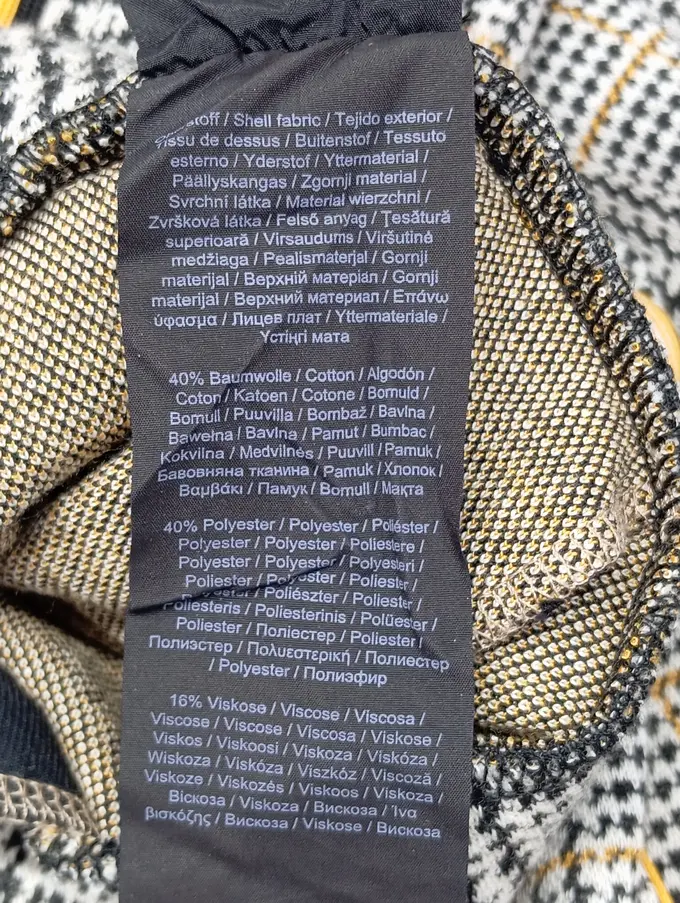 / Shell fabric / Tejido exterior /
Tissu de dessus / Buitenstof / Tessuto
esterno / Yderstof / Yttermaterial /
Päällyskangas / Zgornji material /
Svrchní látka / Material wierzchni /
Zvršková látka / Felső anyag / Ţesătură
superioară / Virsaudums / Viršutinė
medžiaga / Pealismaterjal / Gornji
materijal / Верхній матеріал / Gornji
materijal / Верхний материал / Επάνω
ύφασμα / Лицев плат / Yttermateriale /
Үстіңгі мата
40% Baumwolle / Cotton / Algodón /
Coton / Katoen / Cotone / Bomuld /
Bomull / Puuvilla / Bombaž / Bavlna /
Bawełna / Bavlna / Pamut / Bumbac /
Kokvilna / Medvilnės / Puuvill / Pamuk /
Бавовняна тканина / Pamuk / Хлопок /
Βαμβάκι / Памук / Bomull / Мақта
40% Polyester / Polyester / Poliéster /
Polyester / Polyester / Poliestere /
Polyester / Polyester / Polyesteri /
Poliester / Polyester / Poliester /
Polyester / Poliészter / Poliester /
Poliesteris / Poliesterinis / Polüester /
Poliester / Поліестер / Poliester /
Полиэстер / Πολυεστερική / Полиестер
/ Polyester / Полиэфир
16% Viskose / Viscose / Viscosa /
Viscose / Viscose / Viscosa / Viskose /
Viskos / Viskoosi / Viskoza / Viskóza /
Wiskoza / Viskóza / Viszkóz / Viscoză /
Viskoze / Viskozės / Viskoos / Viskoza /
Віскоза / Viskoza / Вискоза / Ίνα
βισκόζης / Вискоза / Viskose / Вискоза